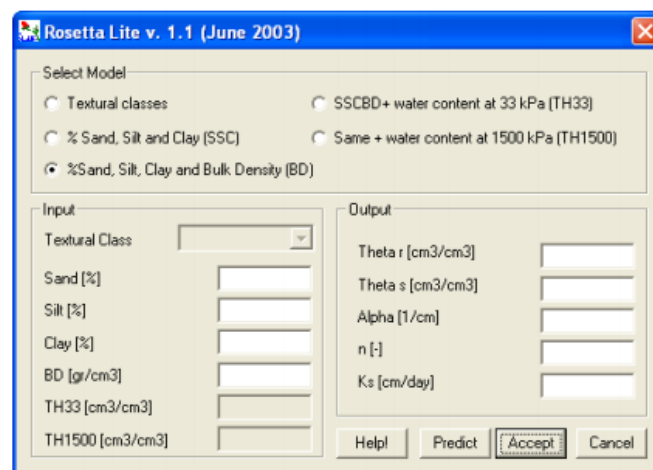 Rosetta Lite v. 1.1 (June 2003)
Select Model
Textural classes
SSCBD+ water content at 33 kPa (TH33)
% Sand, Silt and Clay (SSC)
Same + water content at 1500 kPa (TH1500)
%Sand, Silt, Clay and Bulk Density (BD)
Input
Textural Class
Sand [%]
Silt [%]
Clay [%]
BD [gr/cm3]
TH33 [cm3/cm3]
TH1500 [cm3/cm3]
Output
Theta r [cm3/cm3]
Theta s [cm3/cm3]
Alpha [1/cm]
n [-]
Ks [cm/day]
Help!
Predict
Accept
Cancel